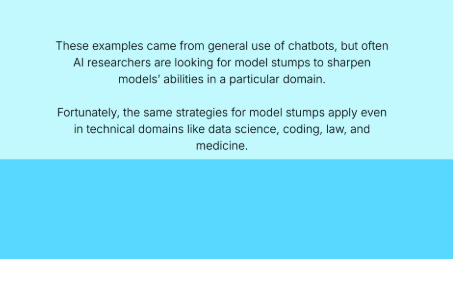 These examples came from general use of chatbots, but often
AI researchers are looking for model stumps to sharpen
models’ abilities in a particular domain.
Fortunately, the same strategies for model stumps apply even
in technical domains like data science, coding, law, and
medicine.